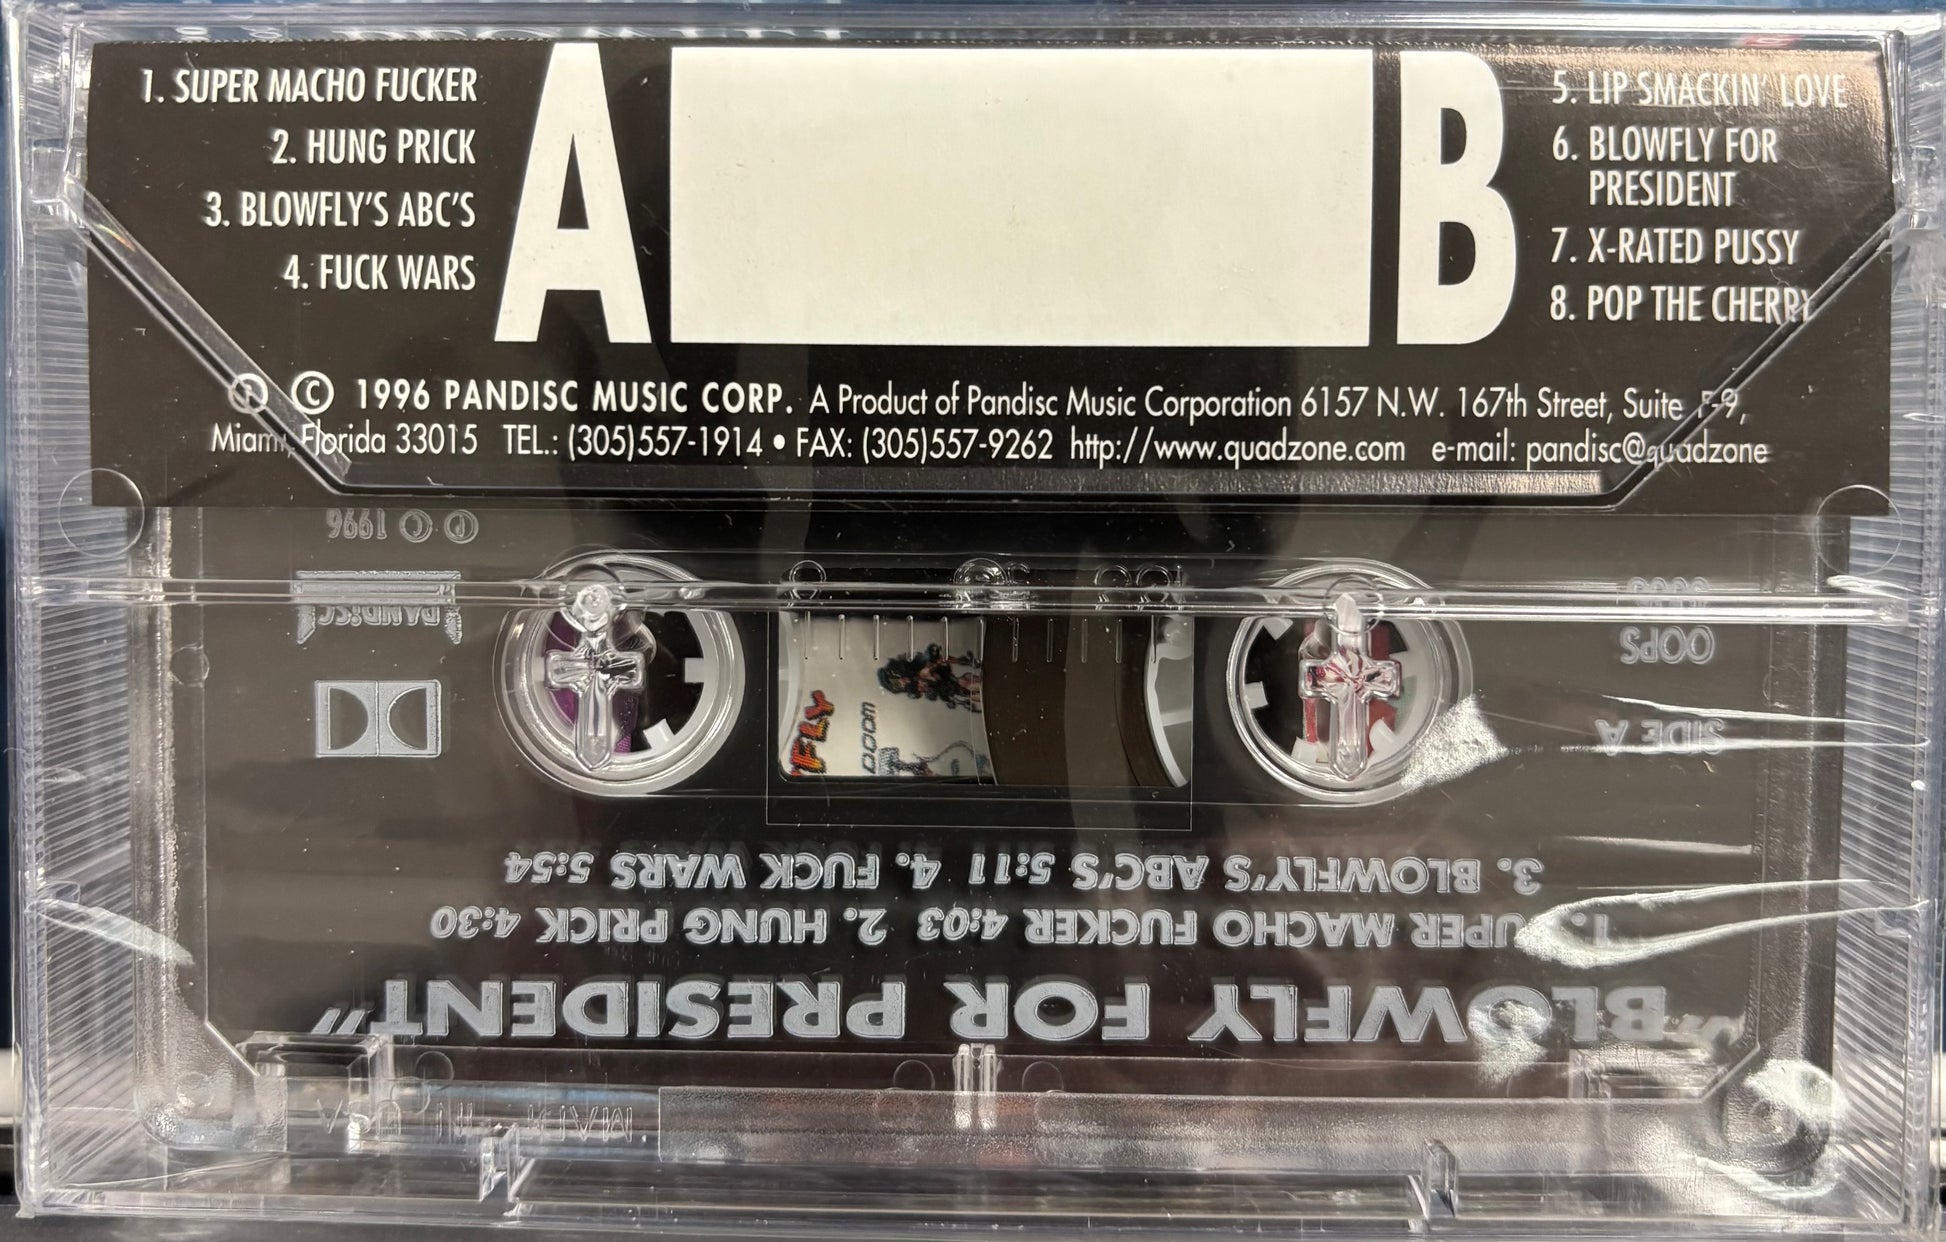 1. SUPER MACHO FUCKER
2. HUNG PRICK
3. BLOWFLY'S ABC'S
4. FUCK WARS
A
B
5. LIP SMACKIN' LOVE
6. BLOWFLY FOR
PRESIDENT
7. X-RATED PUSSY
8. POP THE CHERRY
℗ © 1996 PANDISC MUSIC CORP. A Product of Pandisc Music Corporation 6157 N.W. 167th Street, Suite F-9,
Miami, Florida 33015 TEL.: (305)557-1914 • FAX: (305)557-9262 http://www.quadzone.com e-mail: pandisc@quadzone
℗ © 1996
PANDISC
OOPS
SIDE A
FLY
DOOM
"BLOWFLY FOR PRESIDENT"
1. SUPER MACHO FUCKER 4:03 2. HUNG PRICK 4:30
3. BLOWFLY'S ABC'S 5:11 4. FUCK WARS 5:54